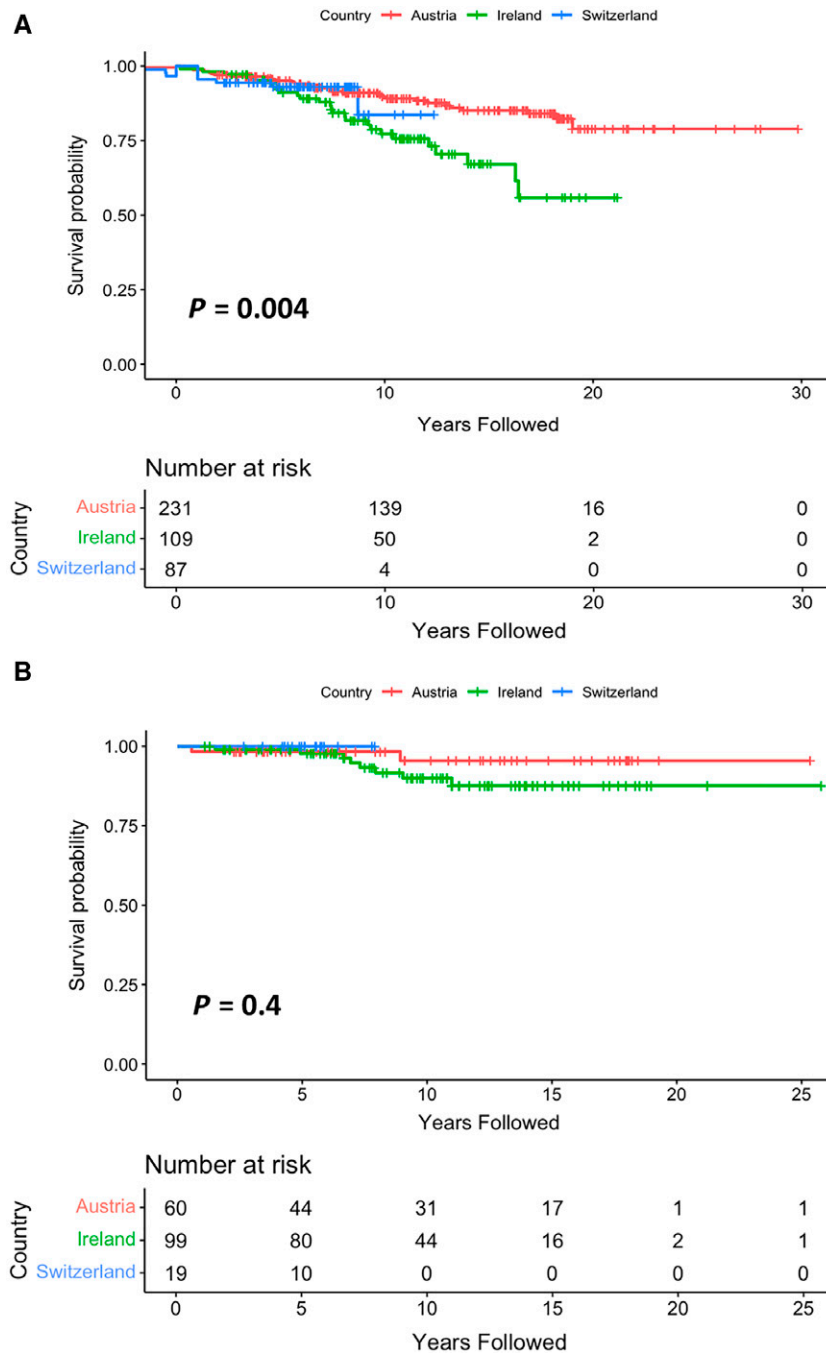 A
Country Austria Ireland Switzerland
1.00
0.75
0.50
0.25
0.00
Survival probability
P = 0.004
0 10 20 30
Years Followed
Number at risk
Country
Austria 231 139 16 0
Ireland 109 50 2 0
Switzerland 87 4 0 0
0 10 20 30
Years Followed
B
Country Austria Ireland Switzerland
1.00
0.75
0.50
0.25
0.00
Survival probability
P = 0.4
0 5 10 15 20 25
Years Followed
Number at risk
Country
Austria 60 44 31 17 1 1
Ireland 99 80 44 16 2 1
Switzerland 19 10 0 0 0 0
0 5 10 15 20 25
Years Followed